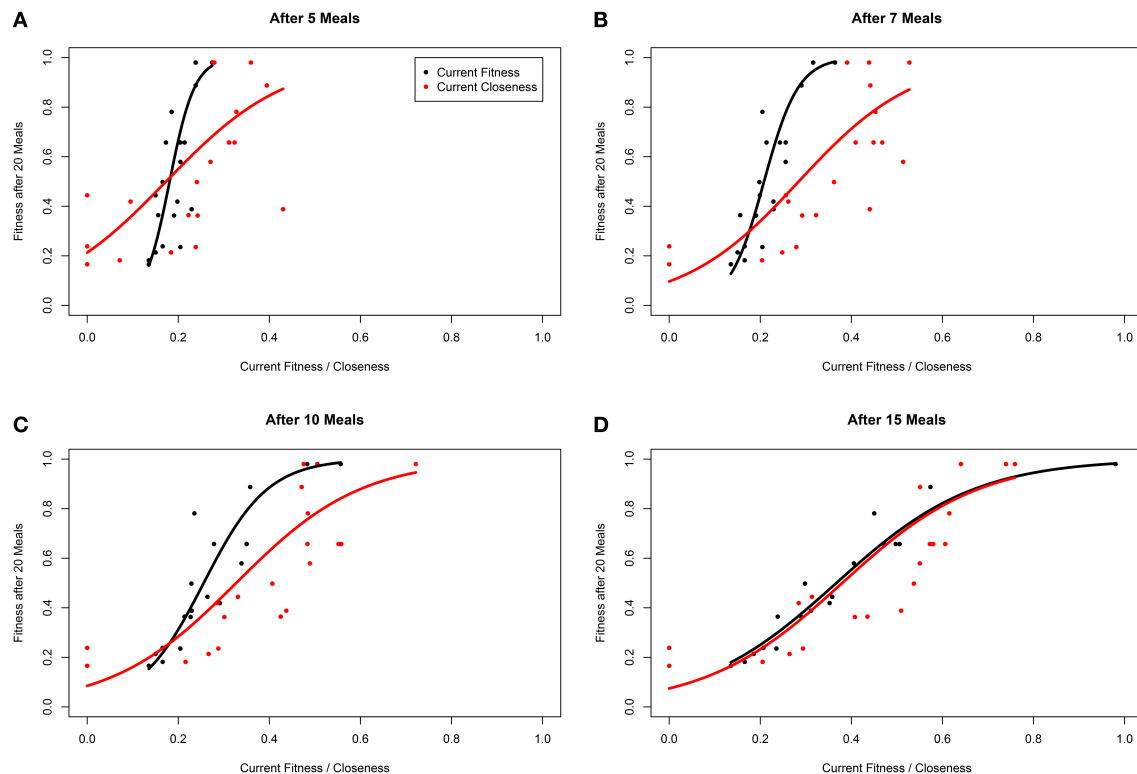 A
After 5 Meals
Fitness after 20 Meals
1.0
0.8
0.6
0.4
0.2
0.0
Current Fitness
Current Closeness
0.0 0.2 0.4 0.6 0.8 1.0
Current Fitness / Closeness
B
After 7 Meals
Fitness after 20 Meals
1.0
0.8
0.6
0.4
0.2
0.0
0.0 0.2 0.4 0.6 0.8 1.0
Current Fitness / Closeness
C
After 10 Meals
Fitness after 20 Meals
1.0
0.8
0.6
0.4
0.2
0.0
0.0 0.2 0.4 0.6 0.8 1.0
Current Fitness / Closeness
D
After 15 Meals
Fitness after 20 Meals
1.0
0.8
0.6
0.4
0.2
0.0
0.0 0.2 0.4 0.6 0.8 1.0
Current Fitness / Closeness